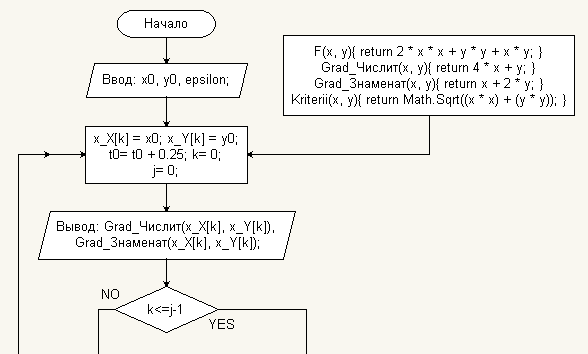 Начало
Ввод: x0, y0, epsilon;
F(x, y){ return 2 * x * x + y * y + x * y; }
Grad_Числит(x, y){ return 4 * x + y; }
Grad_Знаменат(x, y){ return x + 2 * y; }
Kriterii(x, y){ return Math.Sqrt((x * x) + (y * y)); }
x_X[k] = x0; x_Y[k] = y0;
t0= t0 + 0.25; k= 0;
j= 0;
Вывод: Grad_Числит(x_X[k], x_Y[k]),
Grad_Знаменат(x_X[k], x_Y[k]);
NO
k<=j-1
YES